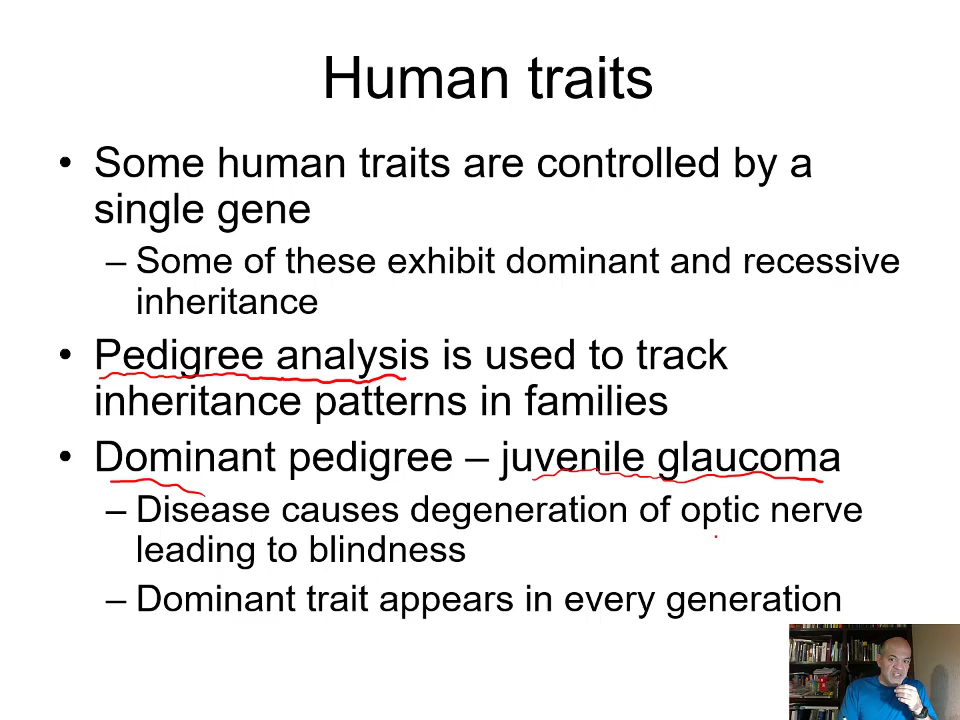 Human traits
• Some human traits are controlled by a
single gene
– Some of these exhibit dominant and recessive
inheritance
• Pedigree analysis is used to track
inheritance patterns in families
• Dominant pedigree – juvenile glaucoma
– Disease causes degeneration of optic nerve
leading to blindness
– Dominant trait appears in every generation